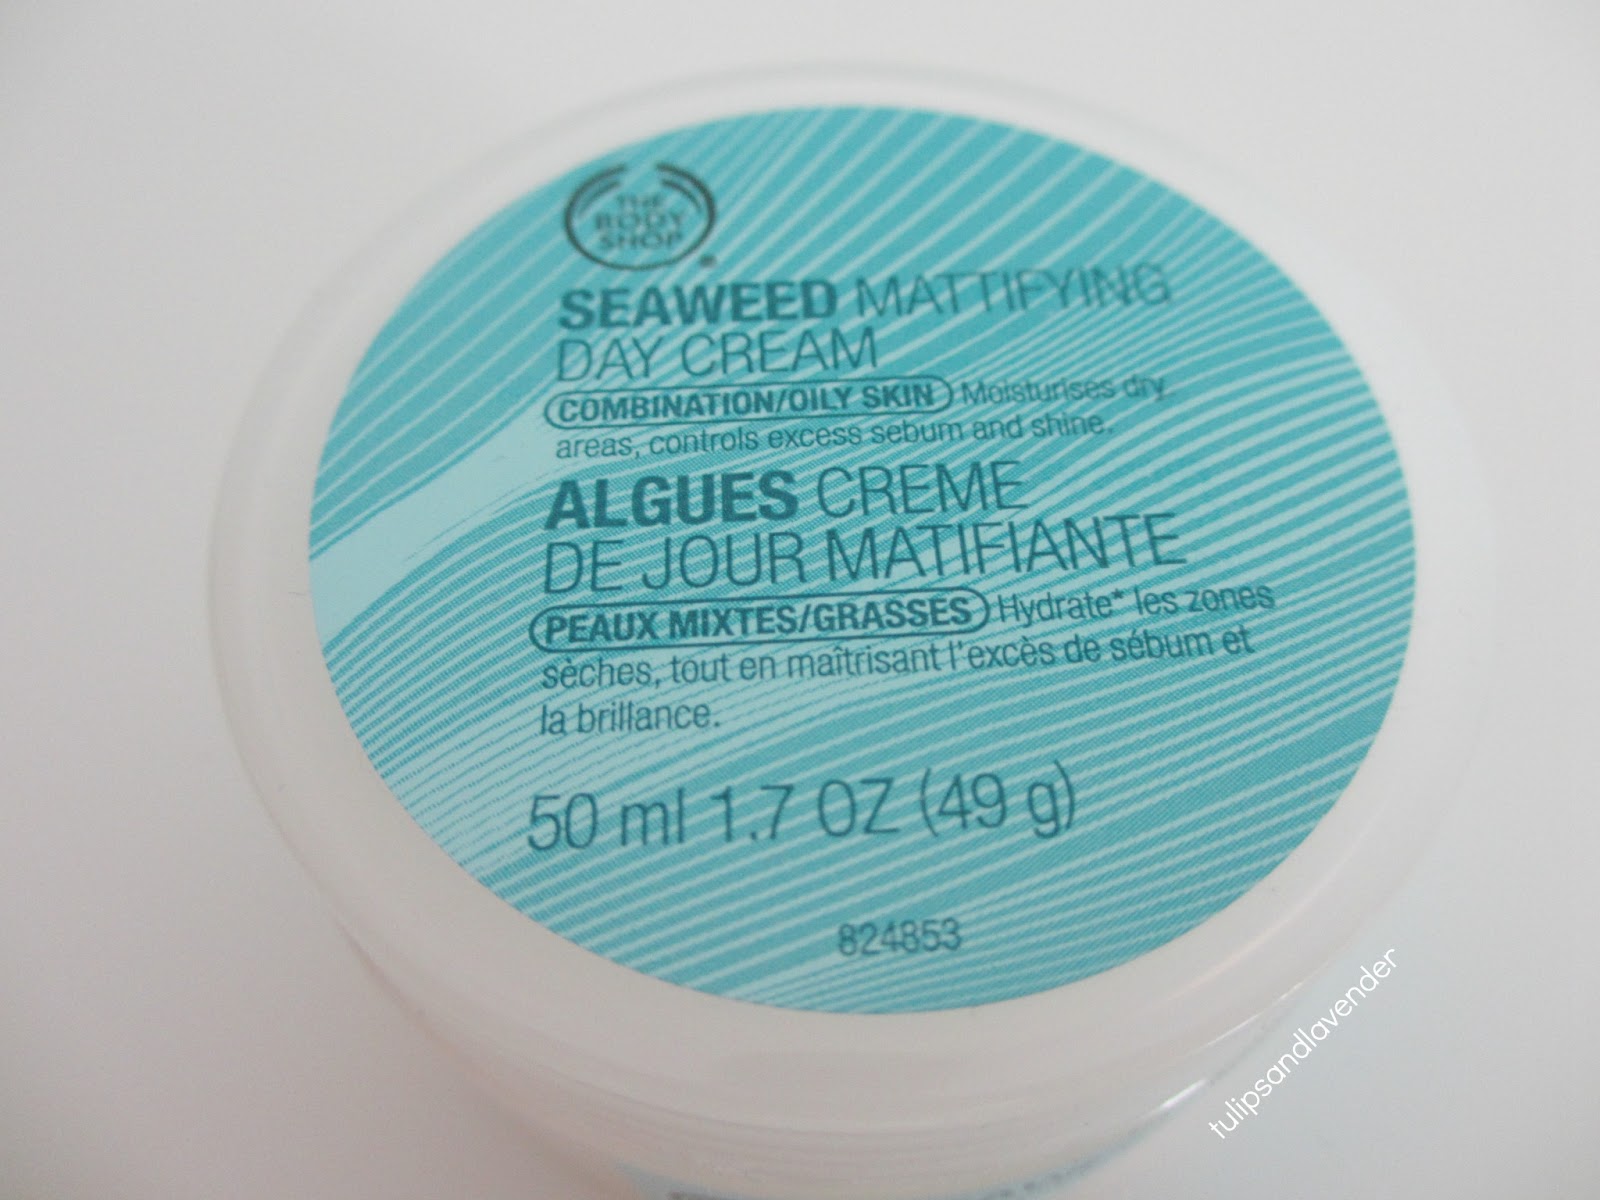 THE
BODY
SHOP
SEAWEED MATTIFYING
DAY CREAM
COMBINATION/OILY SKIN Moisturises dry
areas, controls excess sebum and shine.
ALGUES CREME
DE JOUR MATIFIANTE
PEAUX MIXTES/GRASSES Hydrate* les zones
sèches, tout en maîtrisant l'excès de sébum et
la brillance.
50 ml 1.7 OZ (49 g)
824853
tulipsandlavender